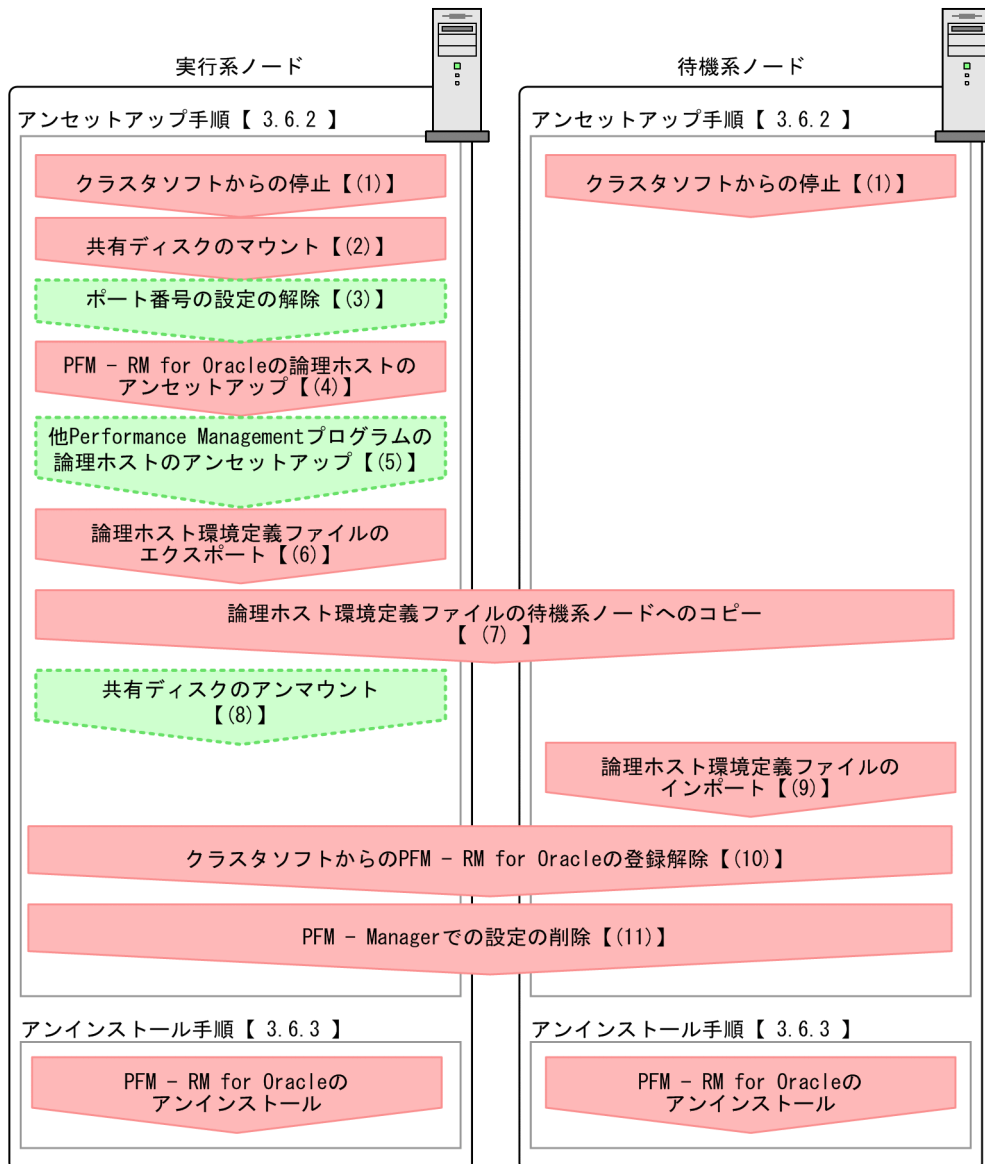 実行系ノード
待機系ノード
アンセットアップ手順【 3.6.2 】
アンセットアップ手順【 3.6.2 】
クラスタソフトからの停止【(1)】
クラスタソフトからの停止【(1)】
共有ディスクのマウント【(2)】
ポート番号の設定の解除【(3)】
PFM － RM for Oracleの論理ホストの
アンセットアップ【(4)】
他Performance Managementプログラムの
論理ホストのアンセットアップ【(5)】
論理ホスト環境定義ファイルの
エクスポート【(6)】
論理ホスト環境定義ファイルの待機系ノードへのコピー
【 (7) 】
共有ディスクのアンマウント
【(8)】
論理ホスト環境定義ファイルの
インポート【(9)】
クラスタソフトからのPFM － RM for Oracleの登録解除【(10)】
PFM － Managerでの設定の削除【(11)】
アンインストール手順【 3.6.3 】
アンインストール手順【 3.6.3 】
PFM － RM for Oracleの
アンインストール
PFM － RM for Oracleの
アンインストール